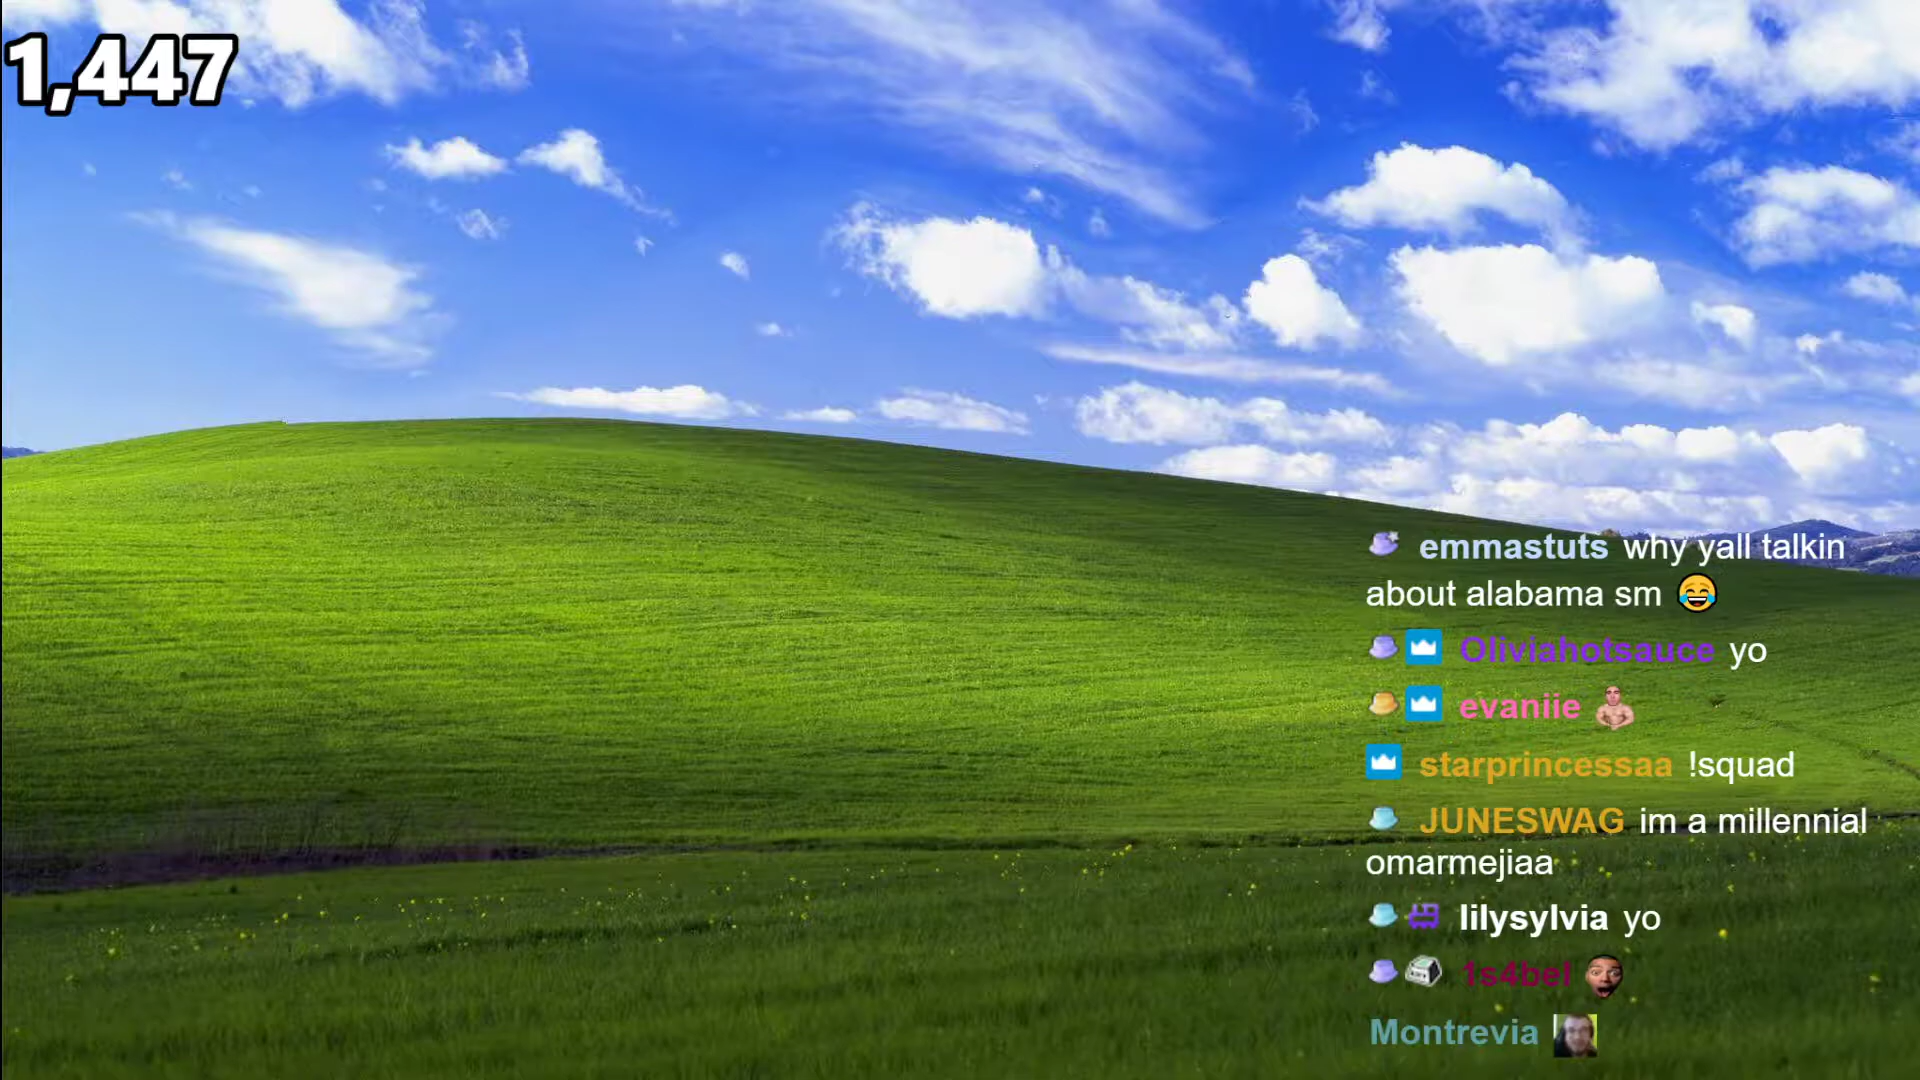 1,447
emmastuts why yall talkin
about alabama sm
Oliviahotsauce yo
evaniie
starprincessaa !squad
JUNESWAG im a millennial
omarmejiaa
lilysylvia yo
1s4bel
Montrevia